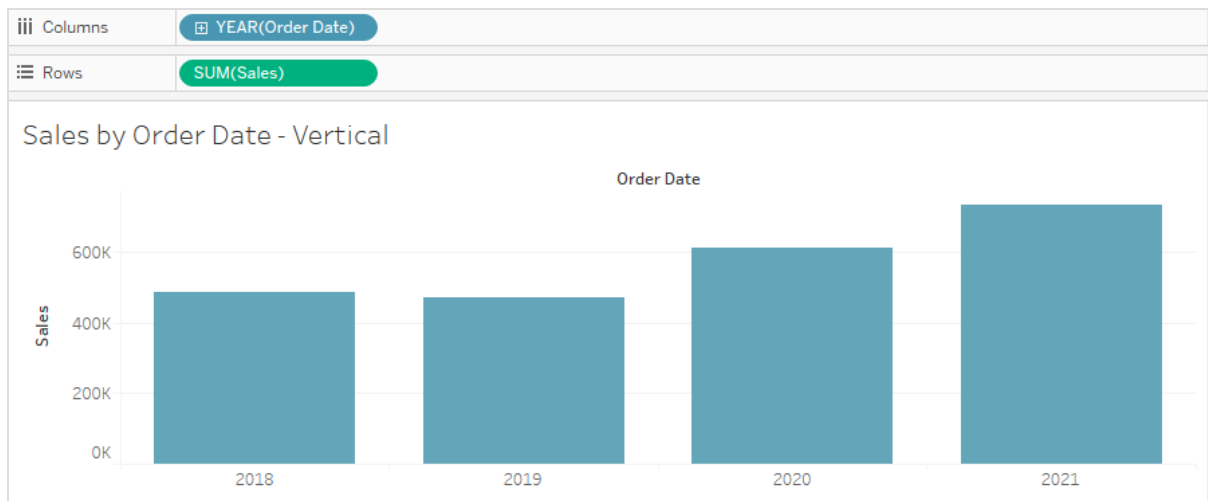 Columns YEAR(Order Date)
Rows SUM(Sales)
Sales by Order Date - Vertical
Order Date
600K
400K
200K
0K
Sales
2018 2019 2020 2021